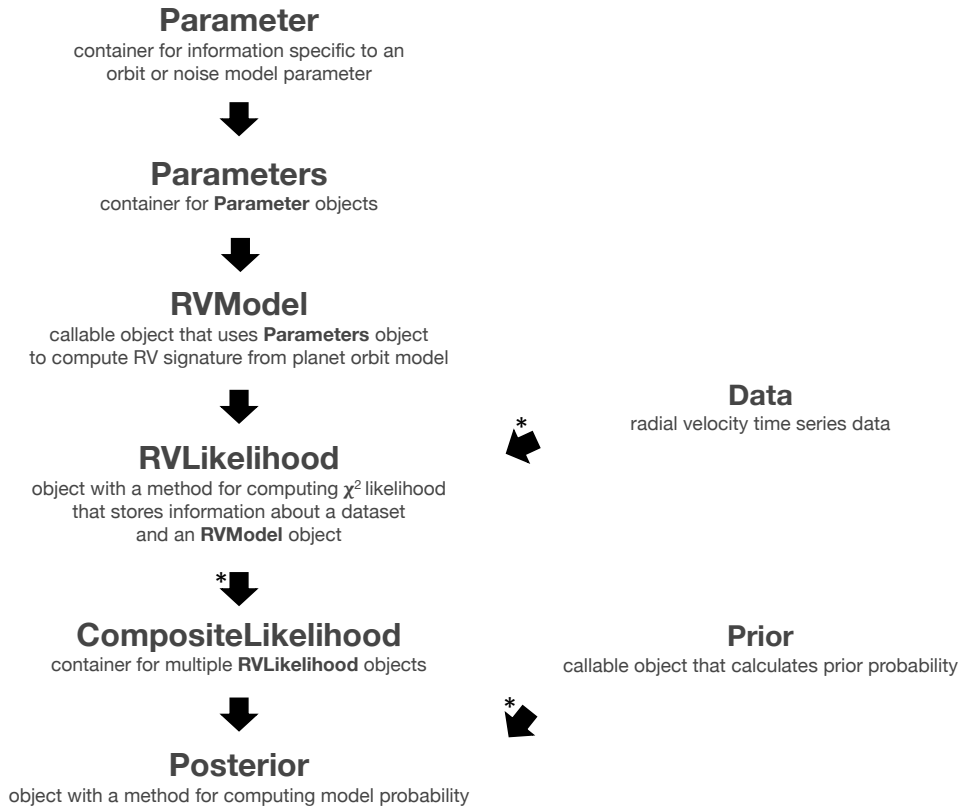 Parameter
container for information specific to an
orbit or noise model parameter
Parameters
container for Parameter objects
RVModel
callable object that uses Parameters object
to compute RV signature from planet orbit model
Data
radial velocity time series data
*
RVLikelihood
object with a method for computing χ² likelihood
that stores information about a dataset
and an RVModel object
*
CompositeLikelihood
container for multiple RVLikelihood objects
Prior
callable object that calculates prior probability
*
Posterior
object with a method for computing model probability